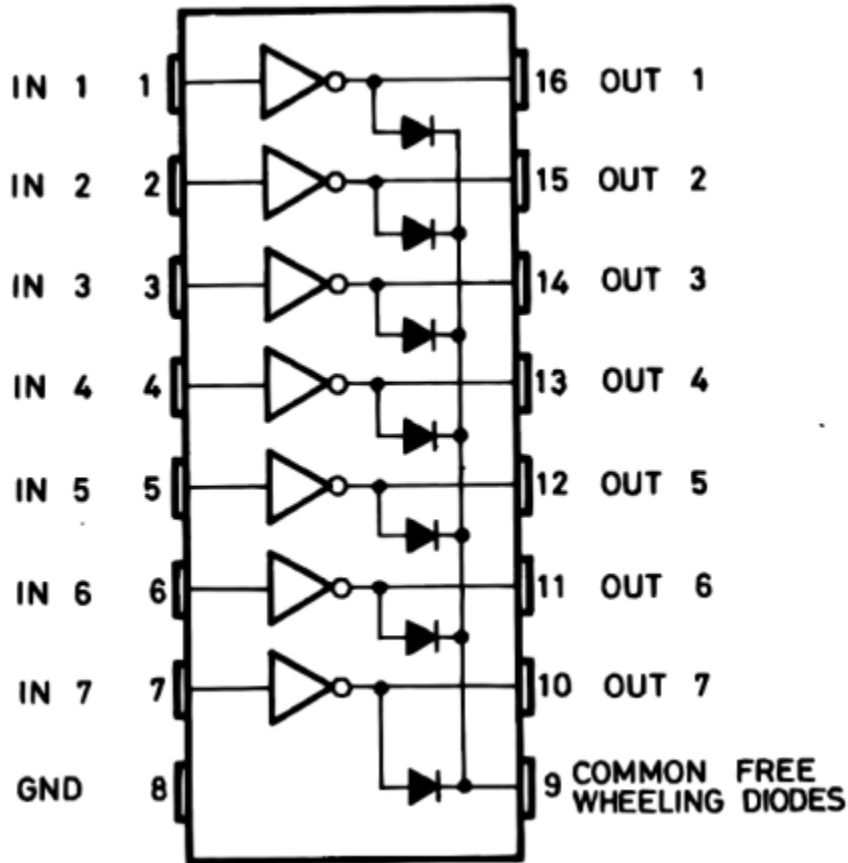 IN 1 1 16 OUT 1
IN 2 2 15 OUT 2
IN 3 3 14 OUT 3
IN 4 4 13 OUT 4
IN 5 5 12 OUT 5
IN 6 6 11 OUT 6
IN 7 7 10 OUT 7
GND 8 9 COMMON FREE
WHEELING DIODES